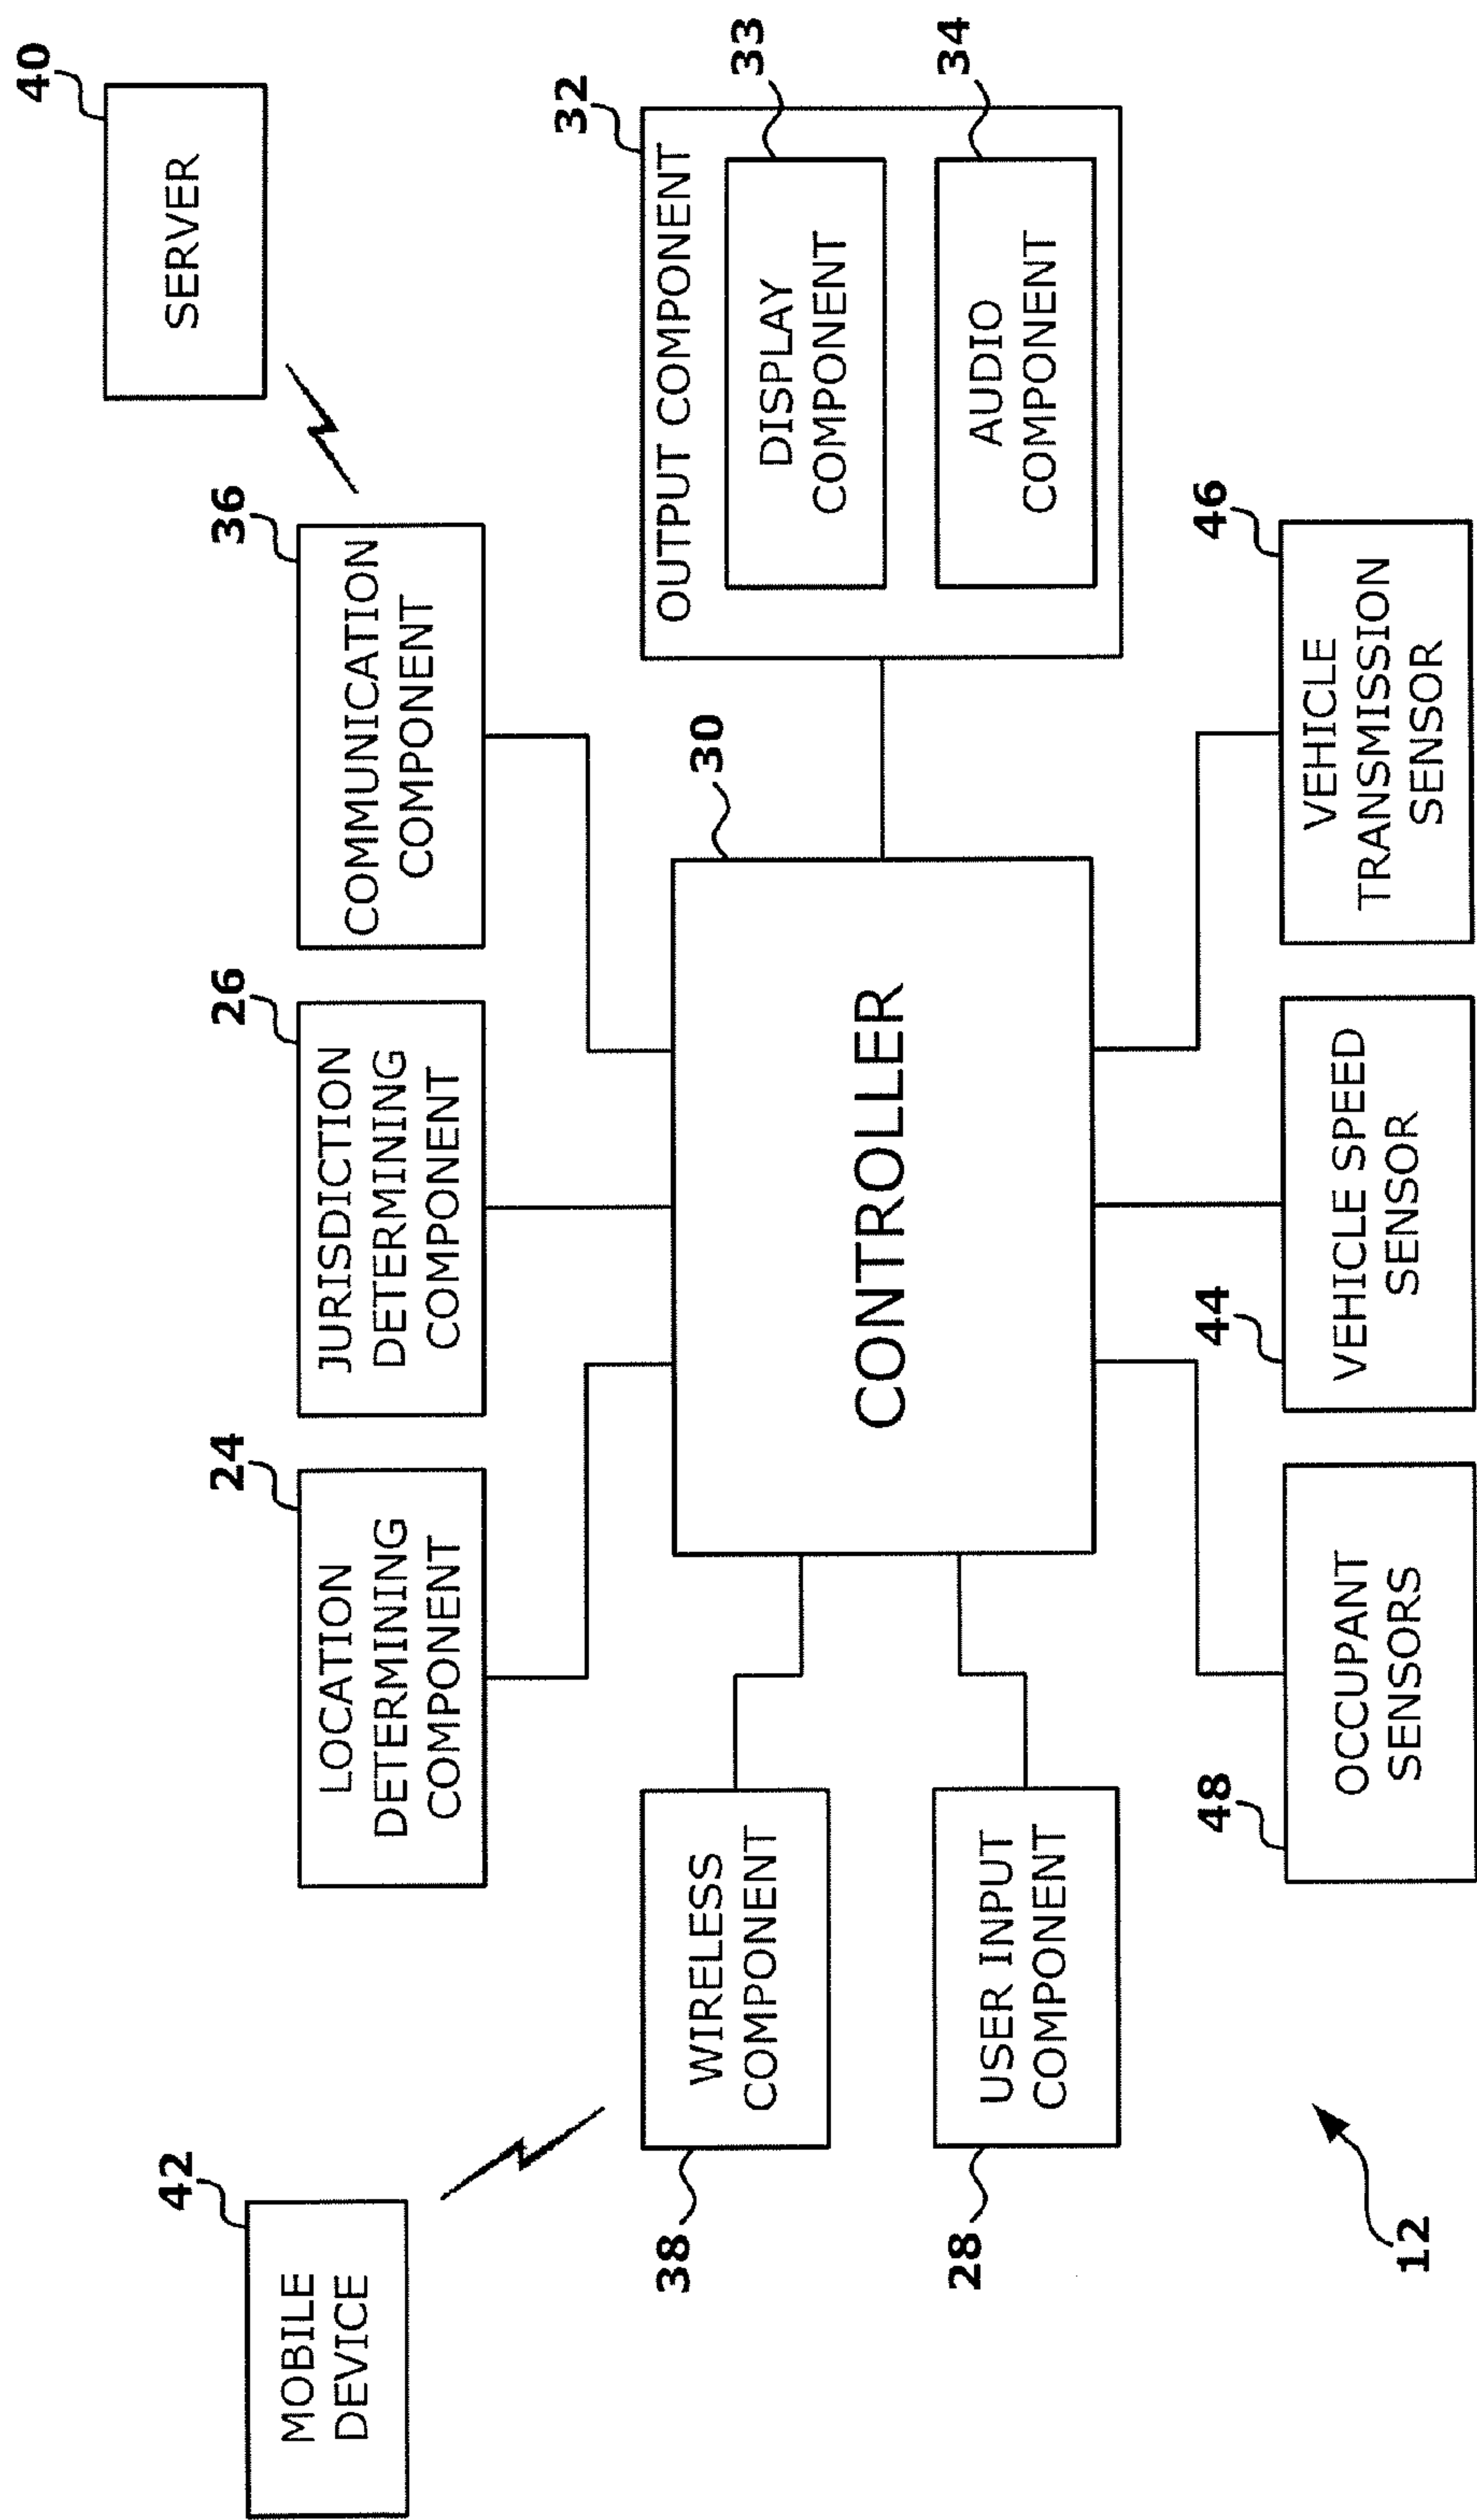 40
SERVER
36
COMMUNICATION
COMPONENT
26
JURISDICTION
DETERMINING
COMPONENT
24
LOCATION
DETERMINING
COMPONENT
42
MOBILE
DEVICE
38
WIRELESS
COMPONENT
28
USER INPUT
COMPONENT
30
CONTROLLER
32
OUTPUT COMPONENT
33
DISPLAY
COMPONENT
34
AUDIO
COMPONENT
48
OCCUPANT
SENSORS
44
VEHICLE SPEED
SENSOR
46
VEHICLE
TRANSMISSION
SENSOR
12